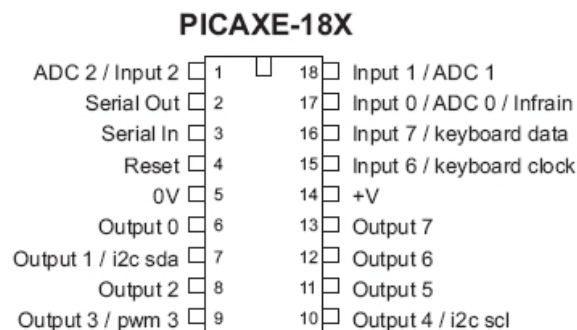 PICAXE-18X
ADC 2 / Input 2 1 18 Input 1 / ADC 1
Serial Out 2 17 Input 0 / ADC 0 / Infrain
Serial In 3 16 Input 7 / keyboard data
Reset 4 15 Input 6 / keyboard clock
0V 5 14 +V
Output 0 6 13 Output 7
Output 1 / i2c sda 7 12 Output 6
Output 2 8 11 Output 5
Output 3 / pwm 3 9 10 Output 4 / i2c scl